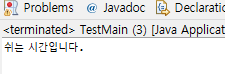 Problems @ Javadoc Declaratio
<terminated> TestMain (3) [Java Applicat
쉬는 시간입니다.